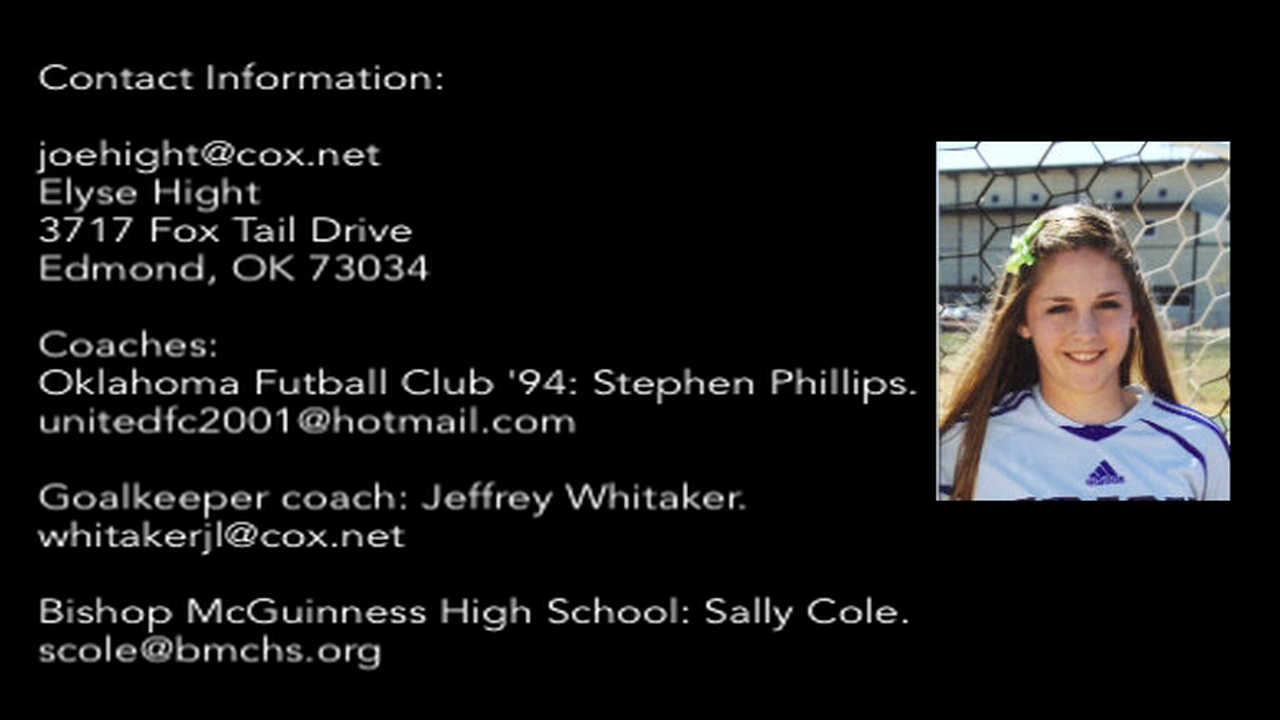 Contact Information:
joehight@cox.net
Elyse Hight
3717 Fox Tail Drive
Edmond, OK 73034
Coaches:
Oklahoma Futball Club '94: Stephen Phillips.
unitedfc2001@hotmail.com
Goalkeeper coach: Jeffrey Whitaker.
whitakerjl@cox.net
Bishop McGuinness High School: Sally Cole.
scole@bmchs.org
adidas